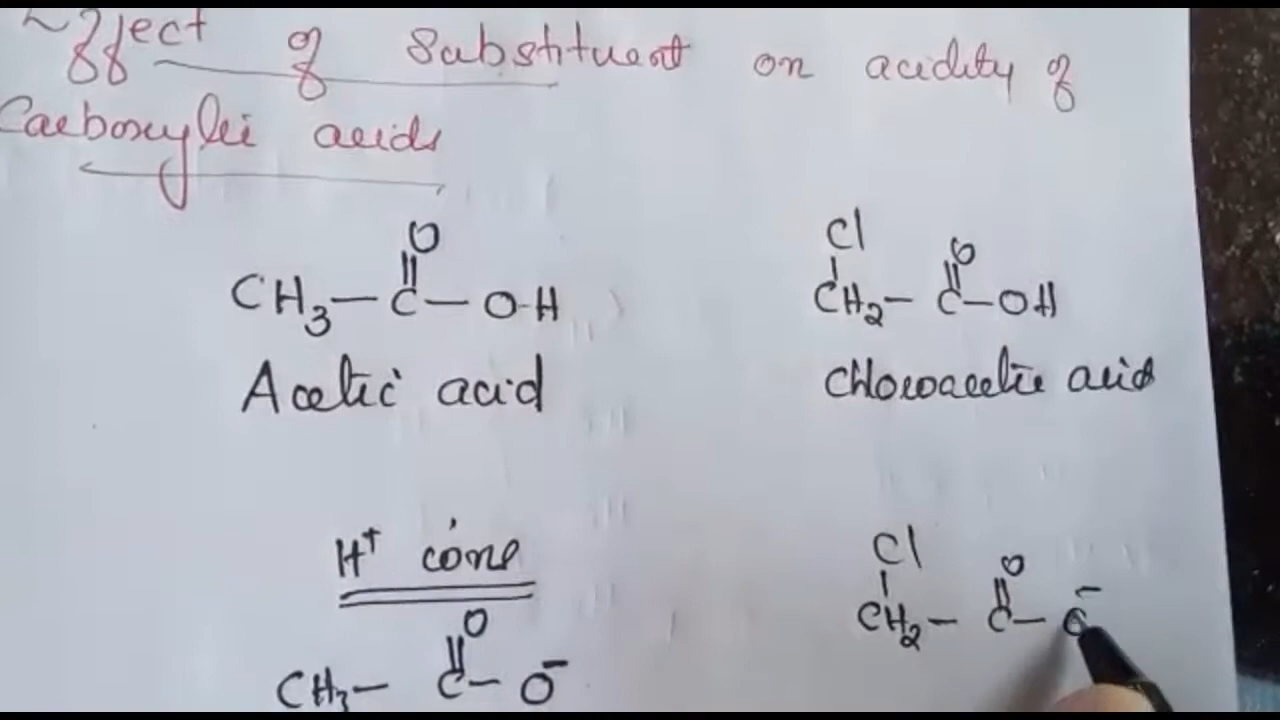 Effect of Substituent on acidity of
Carboxylic acids
O
CH3—C—O-H
Acetic acid
Cl
O
CH2—C—OH
Chloroacetic acid
H+ ions
O
CH3—C—O-
Cl
O
CH2—C—O-